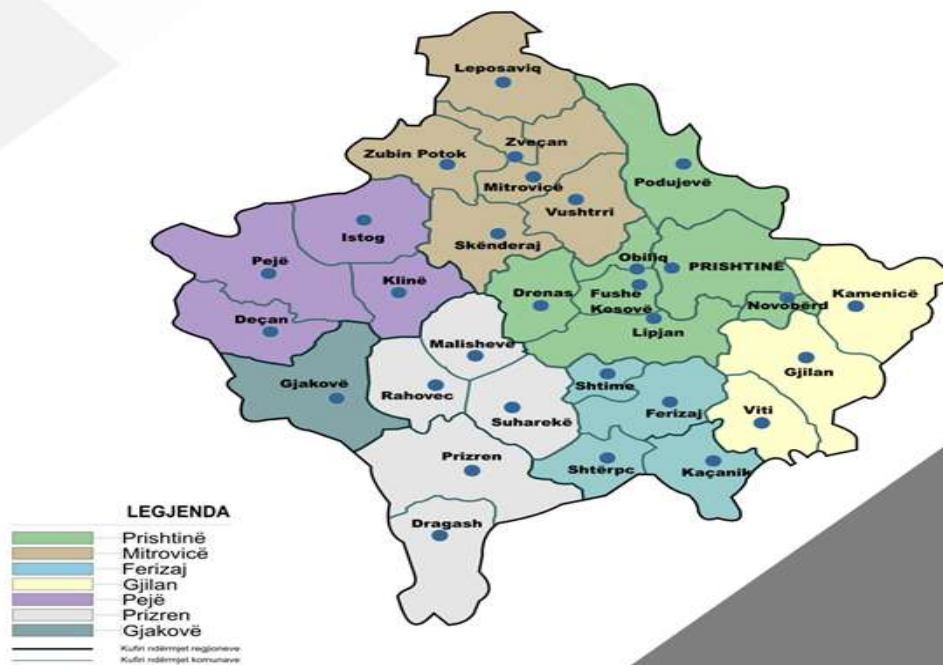 Leposaviq
Zveçan
Zubin Potok
Mitrovicë
Podujevë
Vushtrri
Istog
Skënderaj
Pejë
Obiliq
PRISHTINË
Klinë
Drenas
Fushë
Kosovë
Novobërd
Kamenicë
Deçan
Lipjan
Malishevë
Gjilan
Gjakovë
Shtime
Rahovec
Ferizaj
Suharekë
Viti
Prizren
Shtërpc
Kaçanik
Dragash
LEGJENDA
Prishtinë
Mitrovicë
Ferizaj
Gjilan
Pejë
Prizren
Gjakovë
Kufiri ndërmjet regjioneve
Kufiri ndërmjet komunave